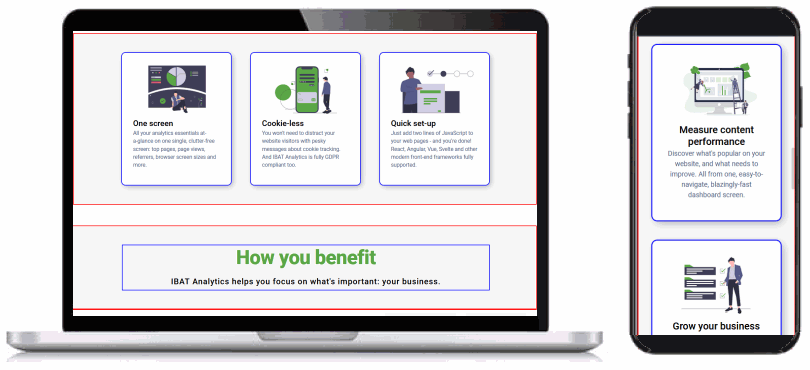 One screen
All your analytics essentials at-
a-glance on one single, clutter-free
screen: top pages, page views,
referrers, browser screen sizes and
more.
Cookie-less
You won't need to distract your
website visitors with pesky
messages about cookie tracking.
And IBAT Analytics is fully GDPR
compliant too.
Quick set-up
Just add two lines of JavaScript to
your web pages - and you're done!
React, Angular, Vue, Svelte and other
modern front-end frameworks fully
supported.
How you benefit
IBAT Analytics helps you focus on what's important: your business.
Measure content
performance
Discover what's popular on your
website, and what needs to
improve. All from one, easy-to-
navigate, blazingly-fast
dashboard screen.
Grow your business